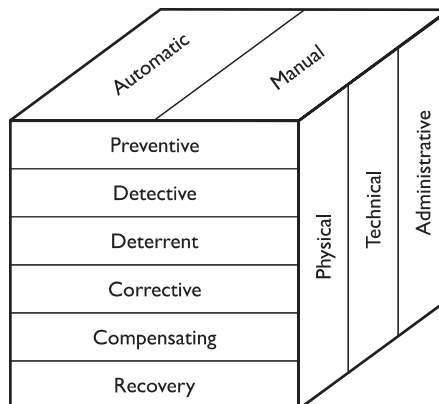 Automatic
Manual
Preventive
Detective
Deterrent
Corrective
Compensating
Recovery
Physical
Technical
Administrative